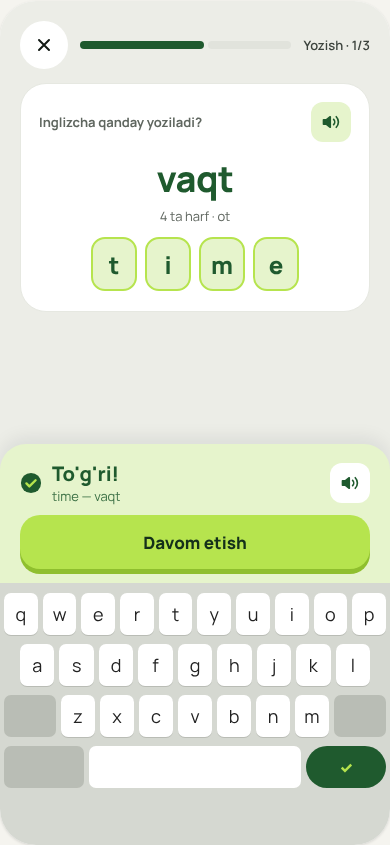 Yozish · 1/3
Inglizcha qanday yoziladi?
vaqt
4 ta harf · ot
t i m e
To'g'ri!
time — vaqt
Davom etish
q w e r t y u i o p
a s d f g h j k l
z x c v b n m